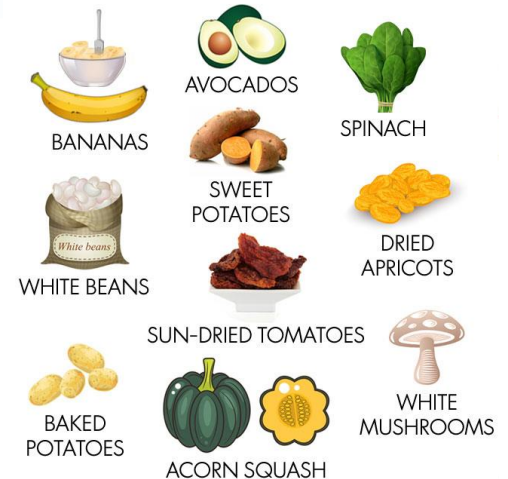 AVOCADOS
BANANAS
SPINACH
SWEET
POTATOES
White beans
WHITE BEANS
DRIED
APRICOTS
SUN-DRIED TOMATOES
BAKED
POTATOES
WHITE
MUSHROOMS
ACORN SQUASH